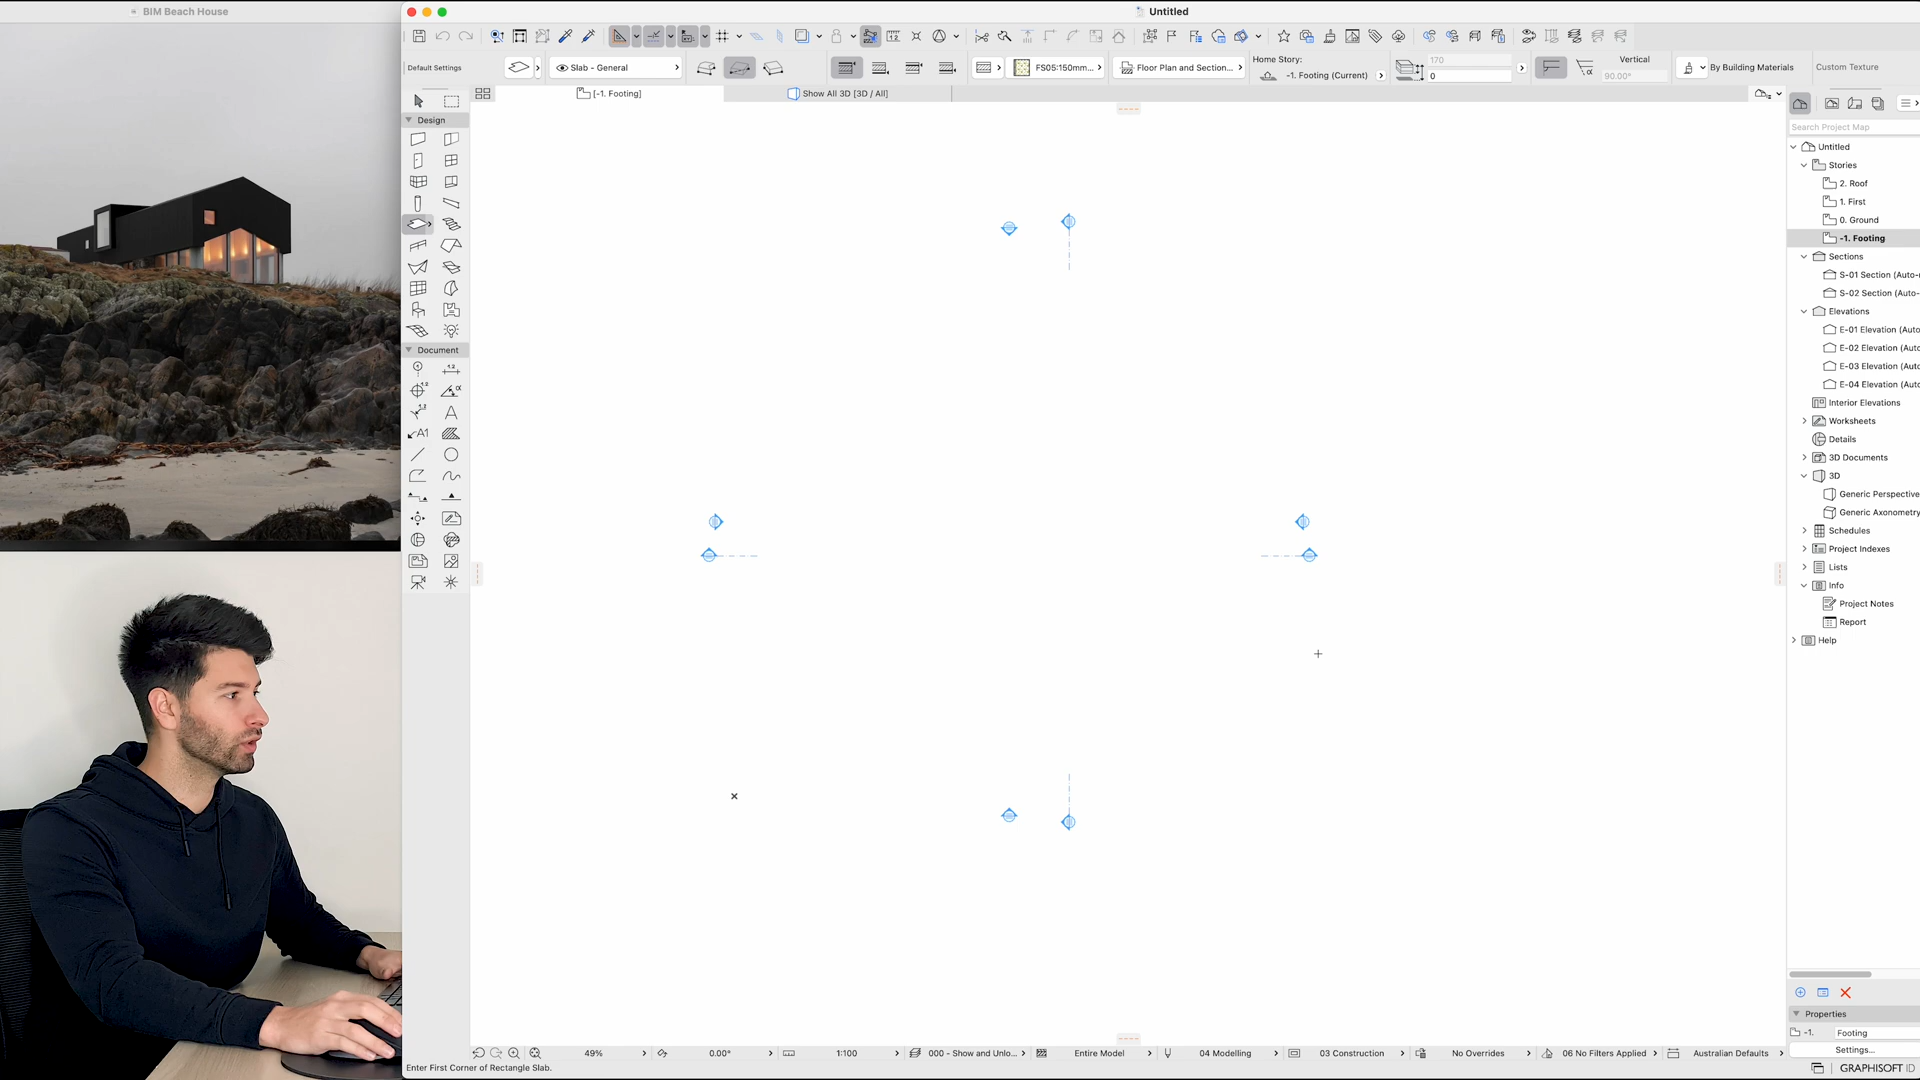 BIM Beach House
Untitled
Default Settings
Slab - General
FS05:150mm...
Floor Plan and Section...
Home Story:
-1. Footing (Current)
170
0
Vertical
90.00°
By Building Materials
Custom Texture
[-1. Footing]
Show All 3D [3D / All]
Design
Document
Search Project Map
Untitled
Stories
2. Roof
1. First
0. Ground
-1. Footing
Sections
S-01 Section (Auto-
S-02 Section (Auto-
Elevations
E-01 Elevation (Auto
E-02 Elevation (Auto
E-03 Elevation (Auto
E-04 Elevation (Auto
Interior Elevations
Worksheets
Details
3D Documents
3D
Generic Perspective
Generic Axonometry
Schedules
Project Indexes
Lists
Info
Project Notes
Report
Help
Properties
-1. Footing
Settings...
49%
0.00°
1:100
000 - Show and Unlo...
Entire Model
04 Modelling
03 Construction
No Overrides
06 No Filters Applied
Australian Defaults
Enter First Corner of Rectangle Slab.
GRAPHISOFT ID